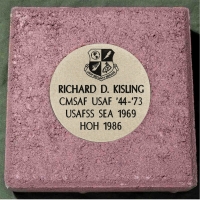 RICHARD D. KISLING
CMSAF USAF '44-'73
USAFSS SEA 1969
HOH 1986